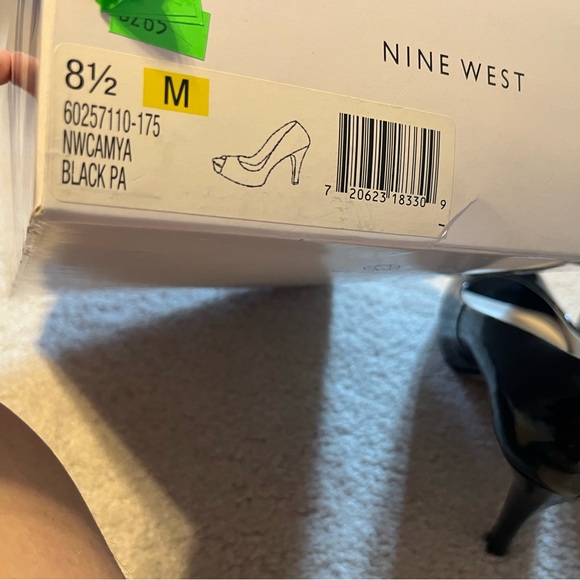 NINE WEST
8½ M
60257110-175
NWCAMYA
BLACK PA
7 20623 18330 9